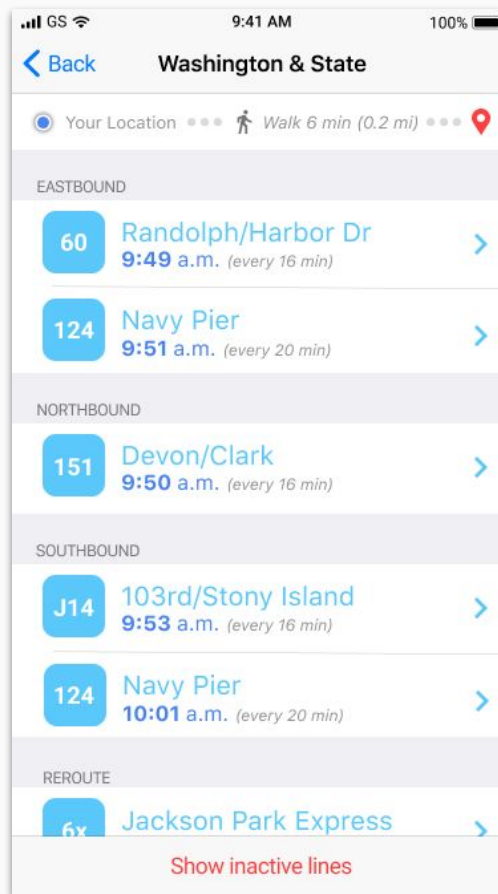 GS 9:41 AM 100%
Back Washington & State
Your Location Walk 6 min (0.2 mi)
EASTBOUND
60 Randolph/Harbor Dr
9:49 a.m. (every 16 min)
124 Navy Pier
9:51 a.m. (every 20 min)
NORTHBOUND
151 Devon/Clark
9:50 a.m. (every 16 min)
SOUTHBOUND
J14 103rd/Stony Island
9:53 a.m. (every 16 min)
124 Navy Pier
10:01 a.m. (every 20 min)
REROUTE
6x Jackson Park Express
Show inactive lines